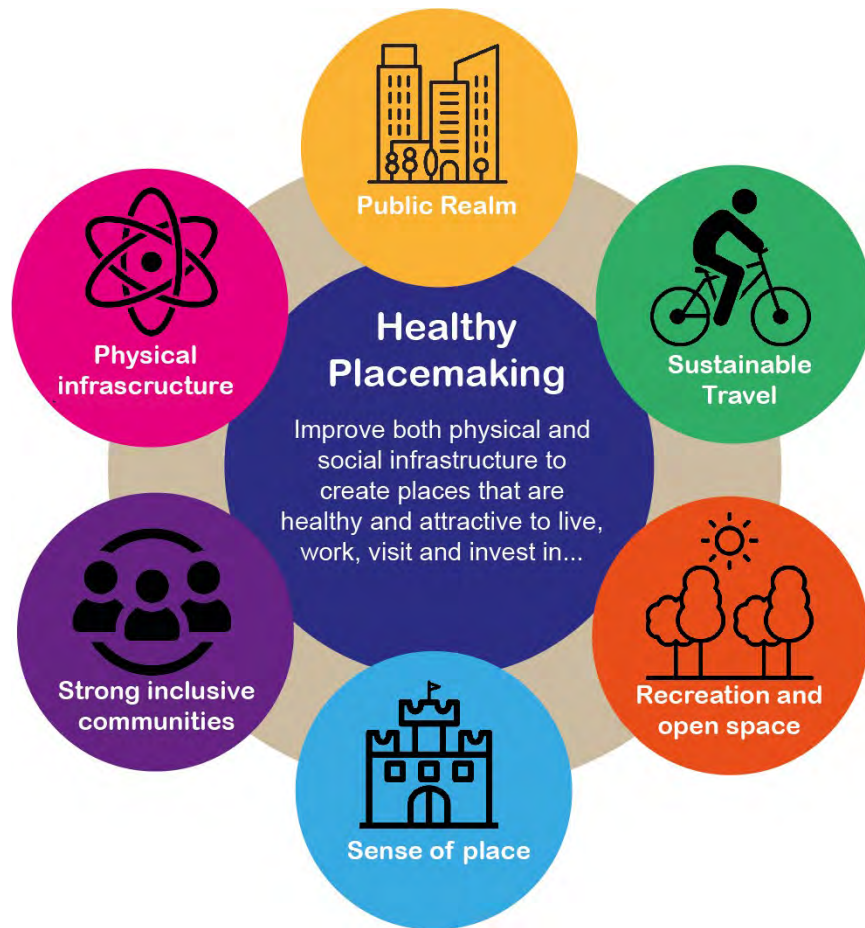 Public Realm
Healthy
Placemaking
Improve both physical and
social infrastructure to
create places that are
healthy and attractive to live,
work, visit and invest in...
Sustainable
Travel
Recreation and
open space
Sense of place
Strong inclusive
communities
Physical
infrascructure